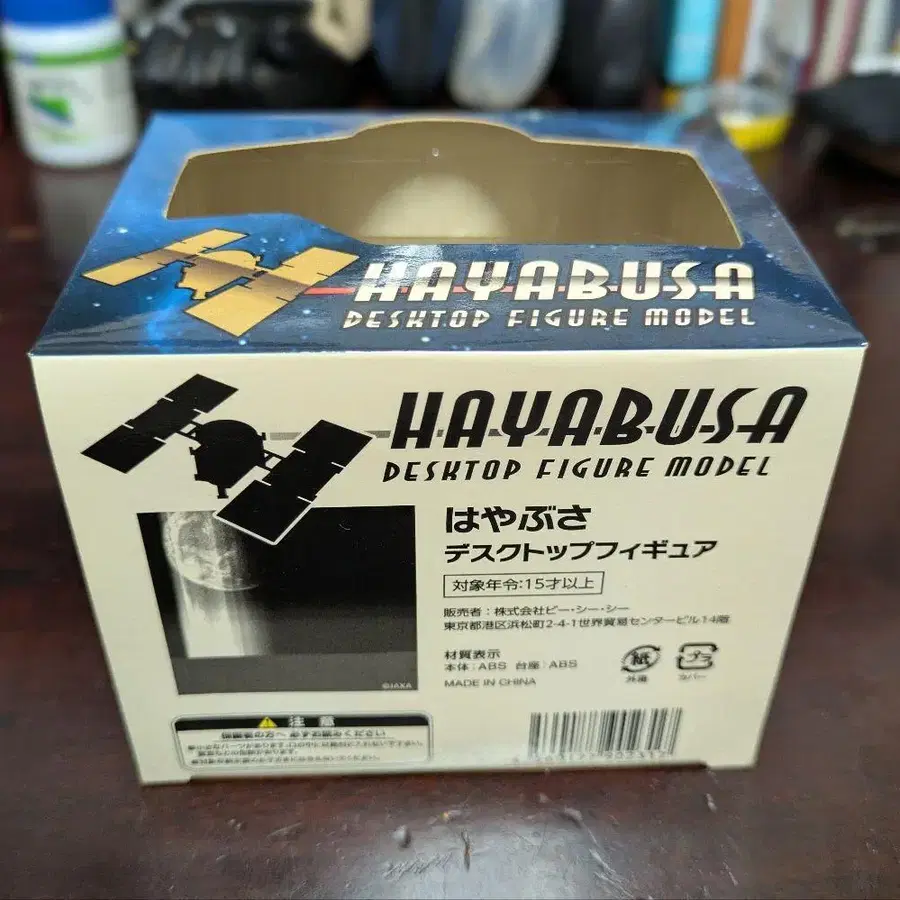 HAYABUSA
DESKTOP FIGURE MODEL
HAYABUSA
DESKTOP FIGURE MODEL
はやぶさ
デスクトップフィギュア
対象年令:15才以上
販売者:株式会社ビー・シー・シー
東京都港区浜松町2-4-1世界貿易センタービル14階
材質表示
本体:ABS 台座:ABS
MADE IN CHINA
紙
外箱
プラ
カバー
©JAXA
注意